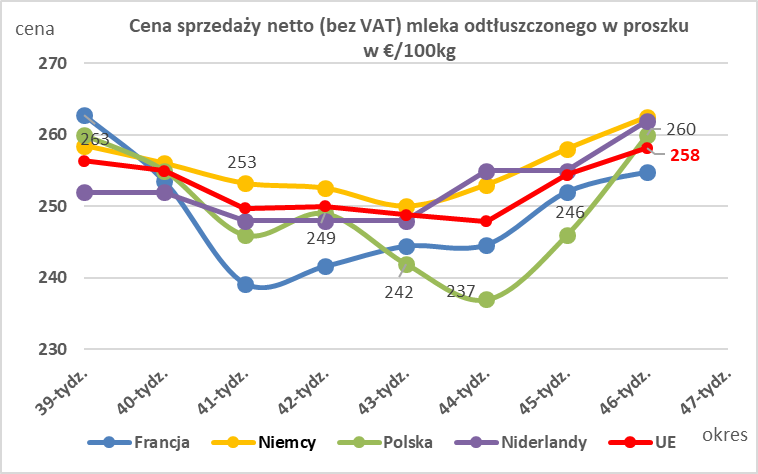 cena
Cena sprzedaży netto (bez VAT) mleka odtłuszczonego w proszku
w €/100kg
270
260
250
240
230
263
253
249
242
237
246
260
258
39-tydz.
40-tydz.
41-tydz.
42-tydz.
43-tydz.
44-tydz.
45-tydz.
46-tydz.
47-tydz.
okres
Francja
Niemcy
Polska
Niderlandy
UE